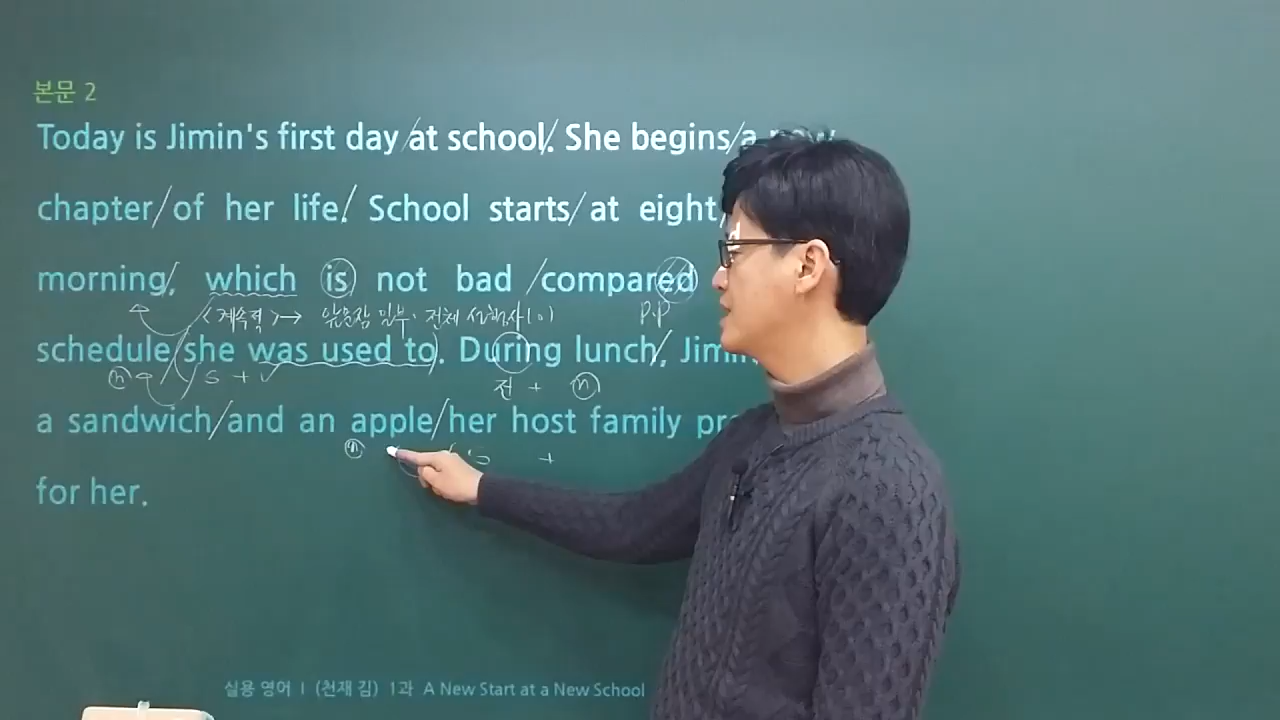 본문 2
Today is Jimin's first day / at school /. She begins / a new
chapter / of her life /. School starts / at eight /
morning /, which is not bad / compared
<계속적> → 앞문장 일부·전체 선행사(0) P.P
schedule / she was used to. During lunch /, Jimin
n s + v 전 + n
a sandwich / and an apple / her host family pr
n s +
for her.
실용 영어 I (천재 김) 1과 A New Start at a New School